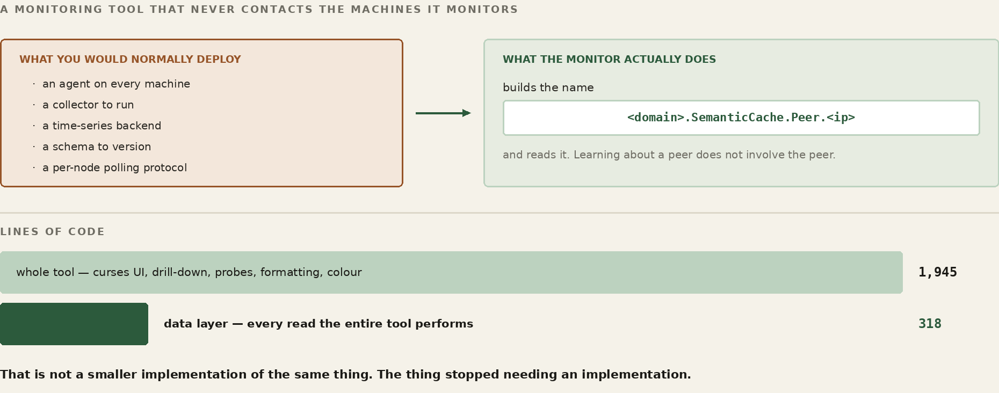 A MONITORING TOOL THAT NEVER CONTACTS THE MACHINES IT MONITORS
WHAT YOU WOULD NORMALLY DEPLOY
· an agent on every machine
· a collector to run
· a time-series backend
· a schema to version
· a per-node polling protocol
WHAT THE MONITOR ACTUALLY DOES
builds the name
<domain>.SemanticCache.Peer.<ip>
and reads it. Learning about a peer does not involve the peer.
LINES OF CODE
whole tool — curses UI, drill-down, probes, formatting, colour
1,945
data layer — every read the entire tool performs
318
That is not a smaller implementation of the same thing. The thing stopped needing an implementation.